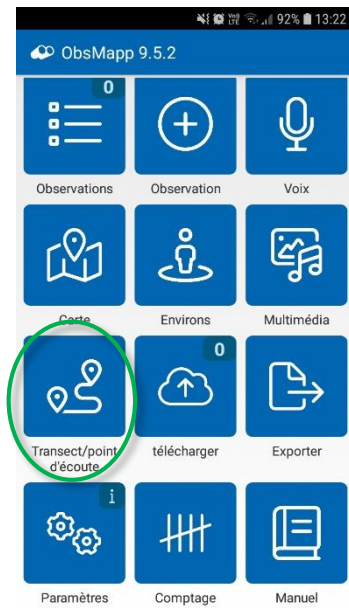 92% 13:22
ObsMapp 9.5.2
0
Observations Observation Voix
Carte Environs Multimédia
0
Transect/point d'écoute télécharger Exporter
i
Paramètres Comptage Manuel